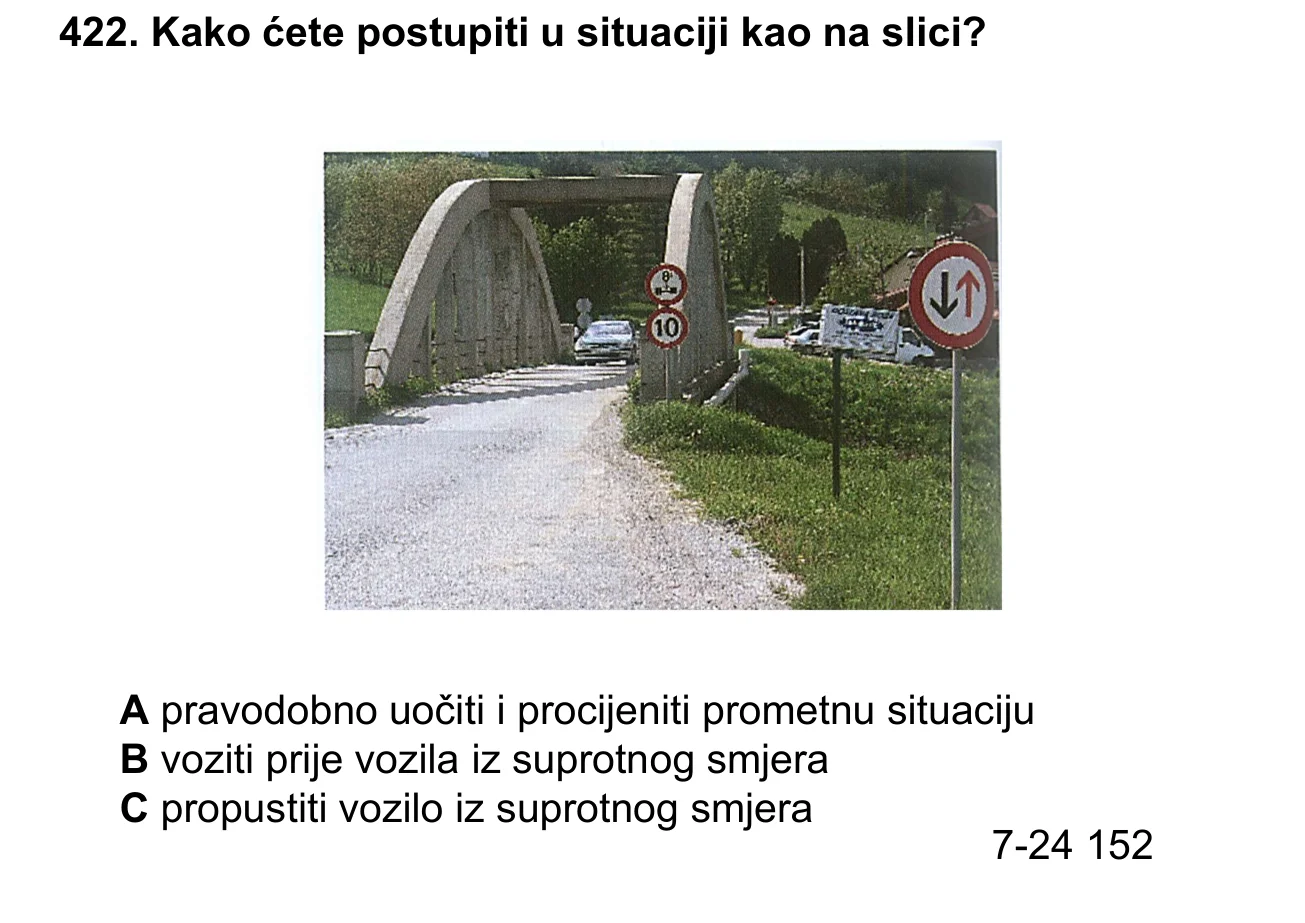 422. Kako ćete postupiti u situaciji kao na slici?
8t
10
A pravodobno uočiti i procijeniti prometnu situaciju
B voziti prije vozila iz suprotnog smjera
C propustiti vozilo iz suprotnog smjera
7-24 152